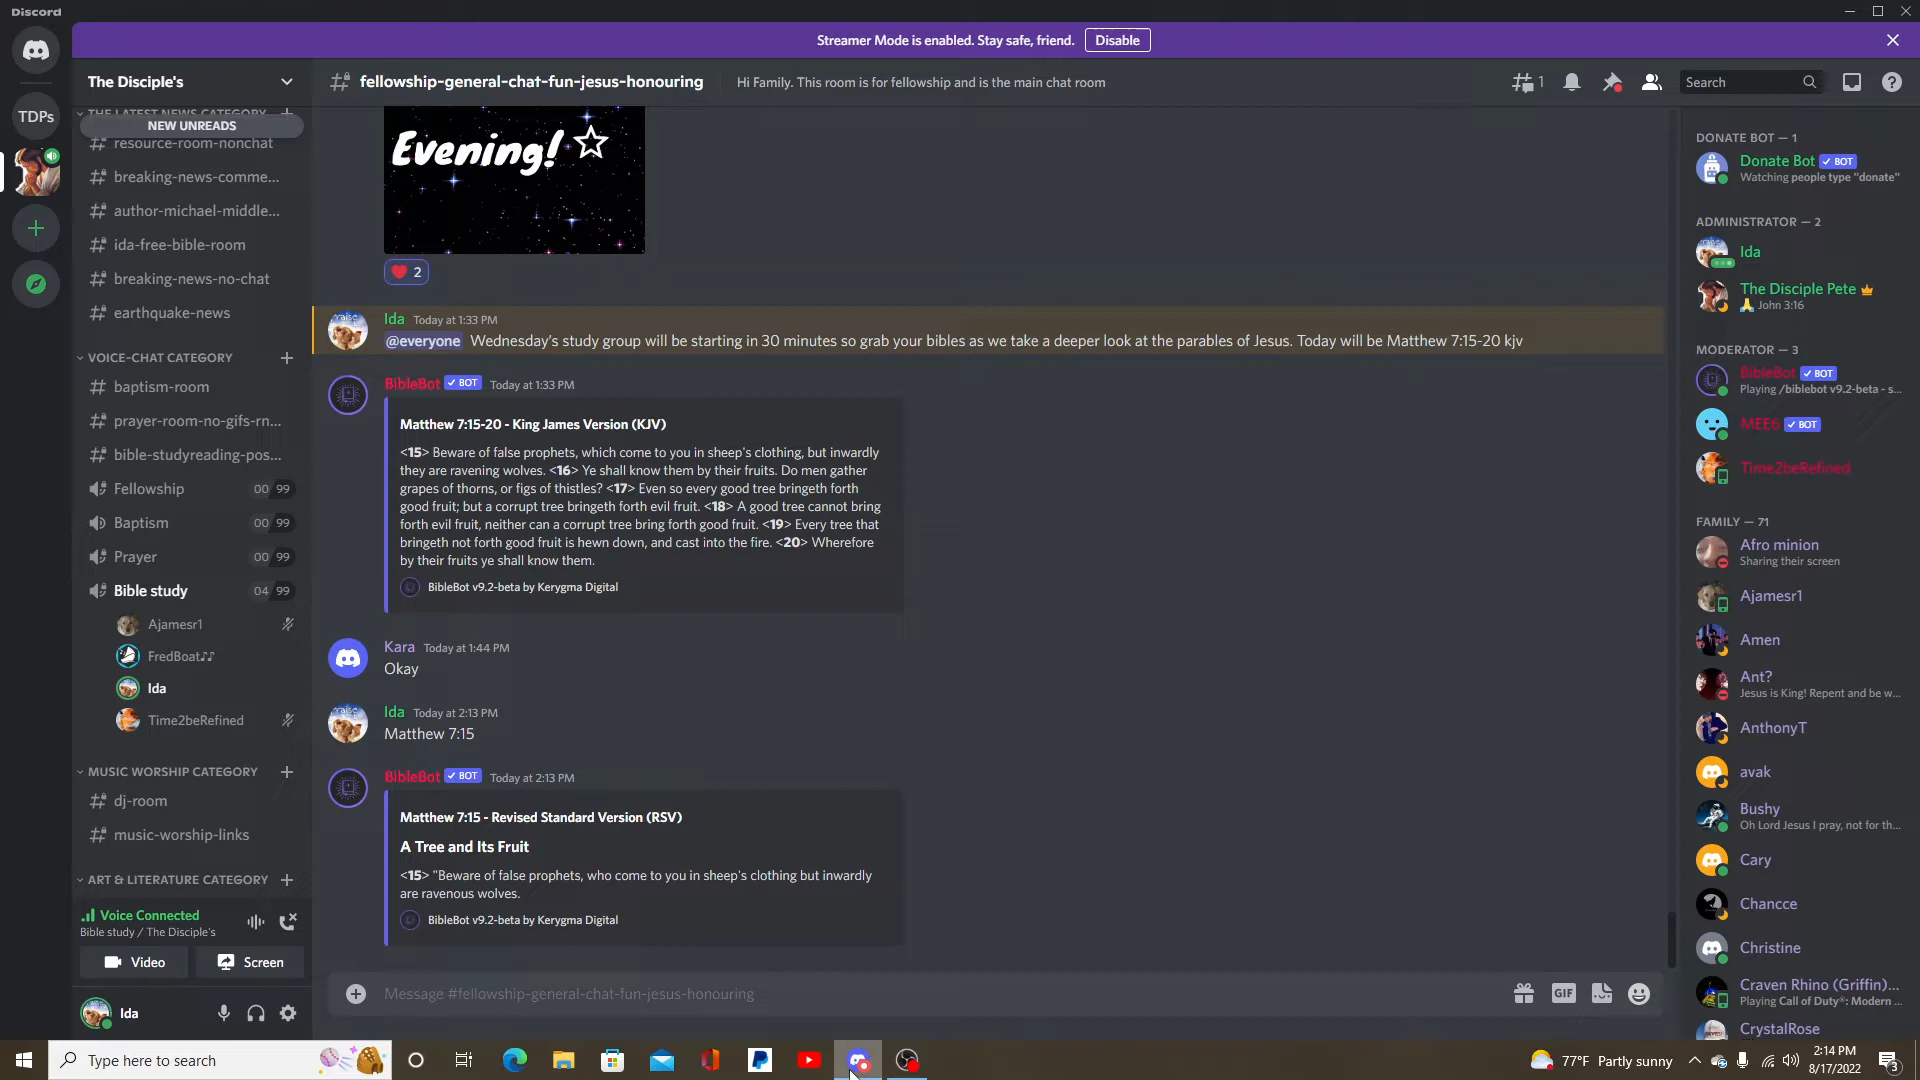 Discord
Streamer Mode is enabled. Stay safe, friend.
Disable
TDPs
The Disciple's
THE LATEST NEWS CATEGORY
NEW UNREADS
resource-room-nonchat
breaking-news-comme...
author-michael-middle...
ida-free-bible-room
breaking-news-no-chat
earthquake-news
VOICE-CHAT CATEGORY
baptism-room
prayer-room-no-gifs-rn...
bible-studyreading-pos...
Fellowship 00 99
Baptism 00 99
Prayer 00 99
Bible study 04 99
Ajamesr1
FredBoat♪♪
Ida
Time2beRefined
MUSIC WORSHIP CATEGORY
dj-room
music-worship-links
ART & LITERATURE CATEGORY
Voice Connected
Bible study / The Disciple's
Video Screen
Ida
fellowship-general-chat-fun-jesus-honouring
Hi Family. This room is for fellowship and is the main chat room
1
Search
Evening!
2
Ida Today at 1:33 PM
@everyone Wednesday's study group will be starting in 30 minutes so grab your bibles as we take a deeper look at the parables of Jesus. Today will be Matthew 7:15-20 kjv
BibleBot ✓ BOT Today at 1:33 PM
Matthew 7:15-20 - King James Version (KJV)
<15> Beware of false prophets, which come to you in sheep's clothing, but inwardly
they are ravening wolves. <16> Ye shall know them by their fruits. Do men gather
grapes of thorns, or figs of thistles? <17> Even so every good tree bringeth forth
good fruit; but a corrupt tree bringeth forth evil fruit. <18> A good tree cannot bring
forth evil fruit, neither can a corrupt tree bring forth good fruit. <19> Every tree that
bringeth not forth good fruit is hewn down, and cast into the fire. <20> Wherefore
by their fruits ye shall know them.
BibleBot v9.2-beta by Kerygma Digital
Kara Today at 1:44 PM
Okay
Ida Today at 2:13 PM
Matthew 7:15
BibleBot ✓ BOT Today at 2:13 PM
Matthew 7:15 - Revised Standard Version (RSV)
A Tree and Its Fruit
<15> "Beware of false prophets, who come to you in sheep's clothing but inwardly
are ravenous wolves.
BibleBot v9.2-beta by Kerygma Digital
Message #fellowship-general-chat-fun-jesus-honouring
GIF
DONATE BOT — 1
Donate Bot ✓ BOT
Watching people type "donate"
ADMINISTRATOR — 2
Ida
The Disciple Pete
John 3:16
MODERATOR — 3
BibleBot ✓ BOT
Playing /biblebot v9.2-beta - s...
MEE6 ✓ BOT
Time2beRefined
FAMILY — 71
Afro minion
Sharing their screen
Ajamesr1
Amen
Ant?
Jesus is King! Repent and be w...
AnthonyT
avak
Bushy
Oh Lord Jesus I pray, not for th...
Cary
Chancce
Christine
Craven Rhino (Griffin)...
Playing Call of Duty®: Modern ...
CrystalRose
Type here to search
77°F Partly sunny
2:14 PM
8/17/2022
3